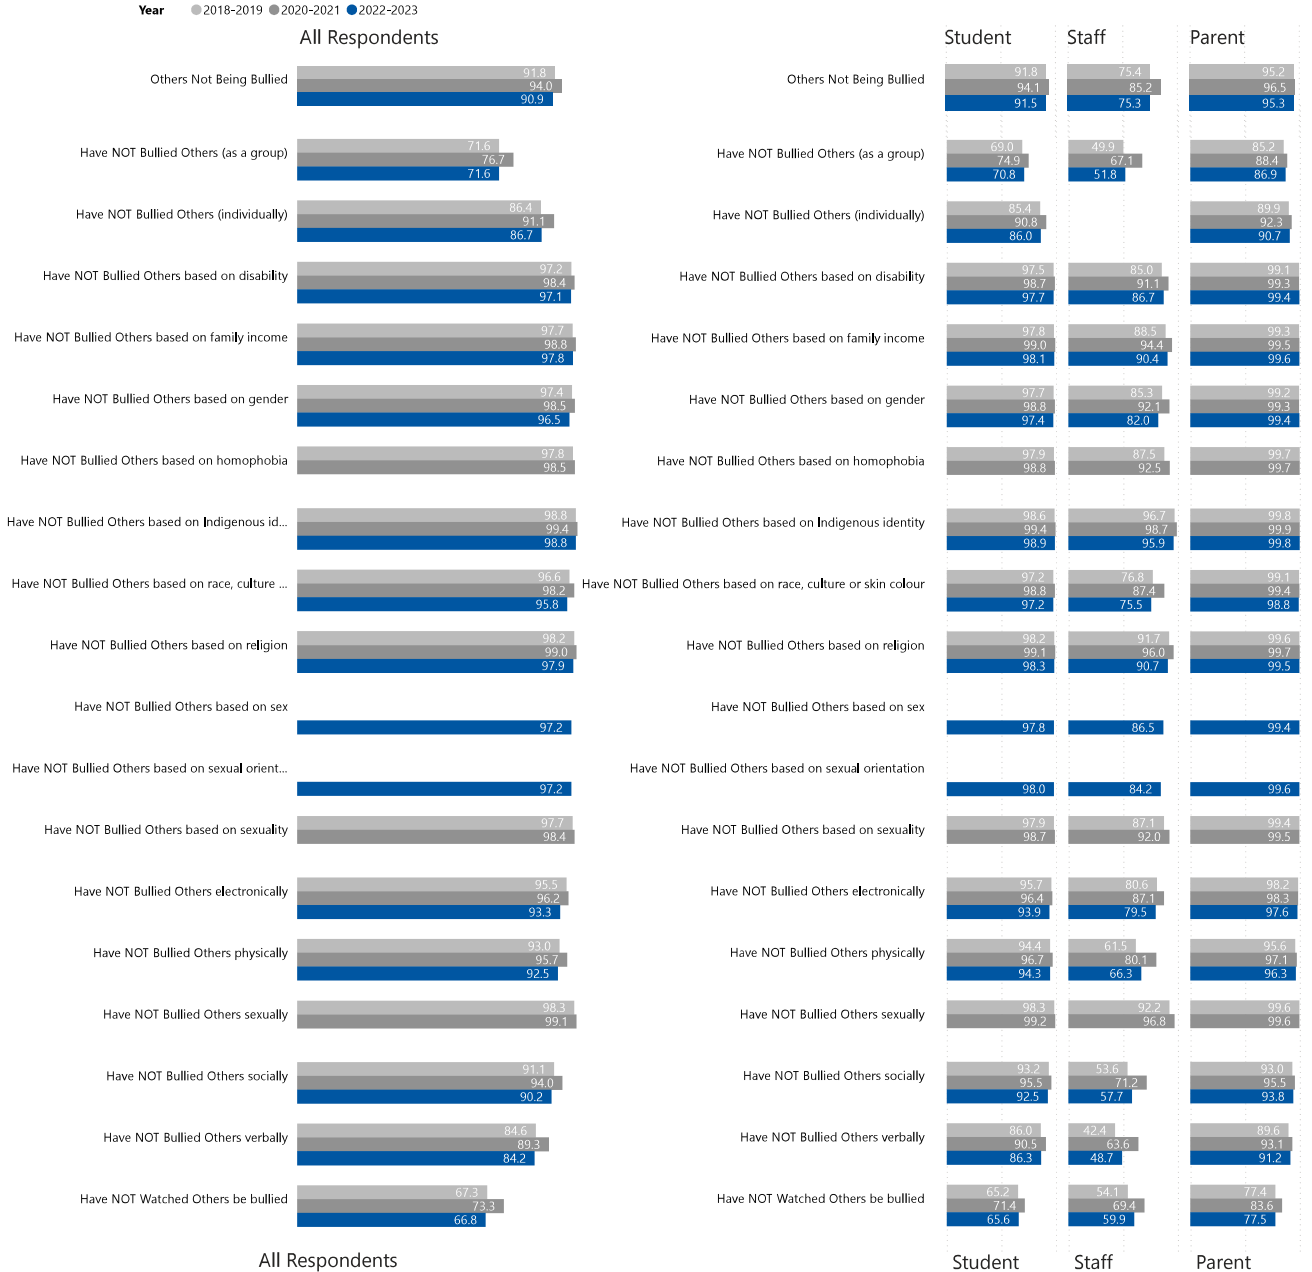 Year 2018-2019 2020-2021 2022-2023
All Respondents Student Staff Parent
Others Not Being Bullied 91.8 94.0 90.9 Others Not Being Bullied 91.8 94.1 91.5 75.4 85.2 75.3 95.2 96.5 95.3
Have NOT Bullied Others (as a group) 71.6 76.7 71.6 Have NOT Bullied Others (as a group) 69.0 74.9 70.8 49.9 67.1 51.8 85.2 88.4 86.9
Have NOT Bullied Others (individually) 86.4 91.1 86.7 Have NOT Bullied Others (individually) 85.4 90.8 86.0 89.9 92.3 90.7
Have NOT Bullied Others based on disability 97.2 98.4 97.1 Have NOT Bullied Others based on disability 97.5 98.7 97.7 85.0 91.1 86.7 99.1 99.3 99.4
Have NOT Bullied Others based on family income 97.7 98.8 97.8 Have NOT Bullied Others based on family income 97.8 99.0 98.1 88.5 94.4 90.4 99.3 99.5 99.6
Have NOT Bullied Others based on gender 97.4 98.5 96.5 Have NOT Bullied Others based on gender 97.7 98.8 97.4 85.3 92.1 82.0 99.2 99.3 99.4
Have NOT Bullied Others based on homophobia 97.8 98.5 Have NOT Bullied Others based on homophobia 97.9 98.8 87.5 92.5 99.7 99.7
Have NOT Bullied Others based on Indigenous id... 98.8 99.4 98.8 Have NOT Bullied Others based on Indigenous identity 98.6 99.4 98.9 96.7 98.7 95.9 99.8 99.9 99.8
Have NOT Bullied Others based on race, culture ... 96.6 98.2 95.8 Have NOT Bullied Others based on race, culture or skin colour 97.2 98.8 97.2 76.8 87.4 75.5 99.1 99.4 98.8
Have NOT Bullied Others based on religion 98.2 99.0 97.9 Have NOT Bullied Others based on religion 98.2 99.1 98.3 91.7 96.0 90.7 99.6 99.7 99.5
Have NOT Bullied Others based on sex 97.2 Have NOT Bullied Others based on sex 97.8 86.5 99.4
Have NOT Bullied Others based on sexual orient... 97.2 Have NOT Bullied Others based on sexual orientation 98.0 84.2 99.6
Have NOT Bullied Others based on sexuality 97.7 98.4 Have NOT Bullied Others based on sexuality 97.9 98.7 87.1 92.0 99.4 99.5
Have NOT Bullied Others electronically 95.5 96.2 93.3 Have NOT Bullied Others electronically 95.7 96.4 93.9 80.6 87.1 79.5 98.2 98.3 97.6
Have NOT Bullied Others physically 93.0 95.7 92.5 Have NOT Bullied Others physically 94.4 96.7 94.3 61.5 80.1 66.3 95.6 97.1 96.3
Have NOT Bullied Others sexually 98.3 99.1 Have NOT Bullied Others sexually 98.3 99.2 92.2 96.8 99.6 99.6
Have NOT Bullied Others socially 91.1 94.0 90.2 Have NOT Bullied Others socially 93.2 95.5 92.5 53.6 71.2 57.7 93.0 95.5 93.8
Have NOT Bullied Others verbally 84.6 89.3 84.2 Have NOT Bullied Others verbally 86.0 90.5 86.3 42.4 63.6 48.7 89.6 93.1 91.2
Have NOT Watched Others be bullied 67.3 73.3 66.8 Have NOT Watched Others be bullied 65.2 71.4 65.6 54.1 69.4 59.9 77.4 83.6 77.5
All Respondents Student Staff Parent